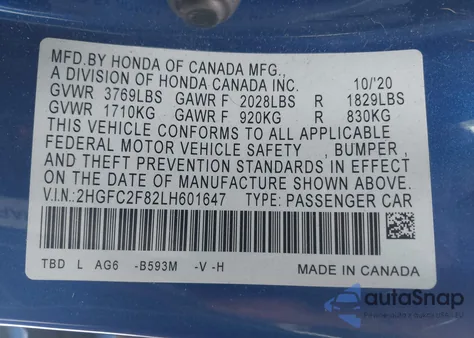 MFD.BY HONDA OF CANADA MFG.,
A DIVISION OF HONDA CANADA INC. 10/'20
GVWR 3769LBS GAWR F 2028LBS R 1829LBS
GVWR 1710KG GAWR F 920KG R 830KG
THIS VEHICLE CONFORMS TO ALL APPLICABLE
FEDERAL MOTOR VEHICLE SAFETY , BUMPER ,
AND THEFT PREVENTION STANDARDS IN EFFECT
ON THE DATE OF MANUFACTURE SHOWN ABOVE.
V.I.N.:2HGFC2F82LH601647 TYPE:PASSENGER CAR
TBD L AG6 -B593M -V -H MADE IN CANADA
autoSnap